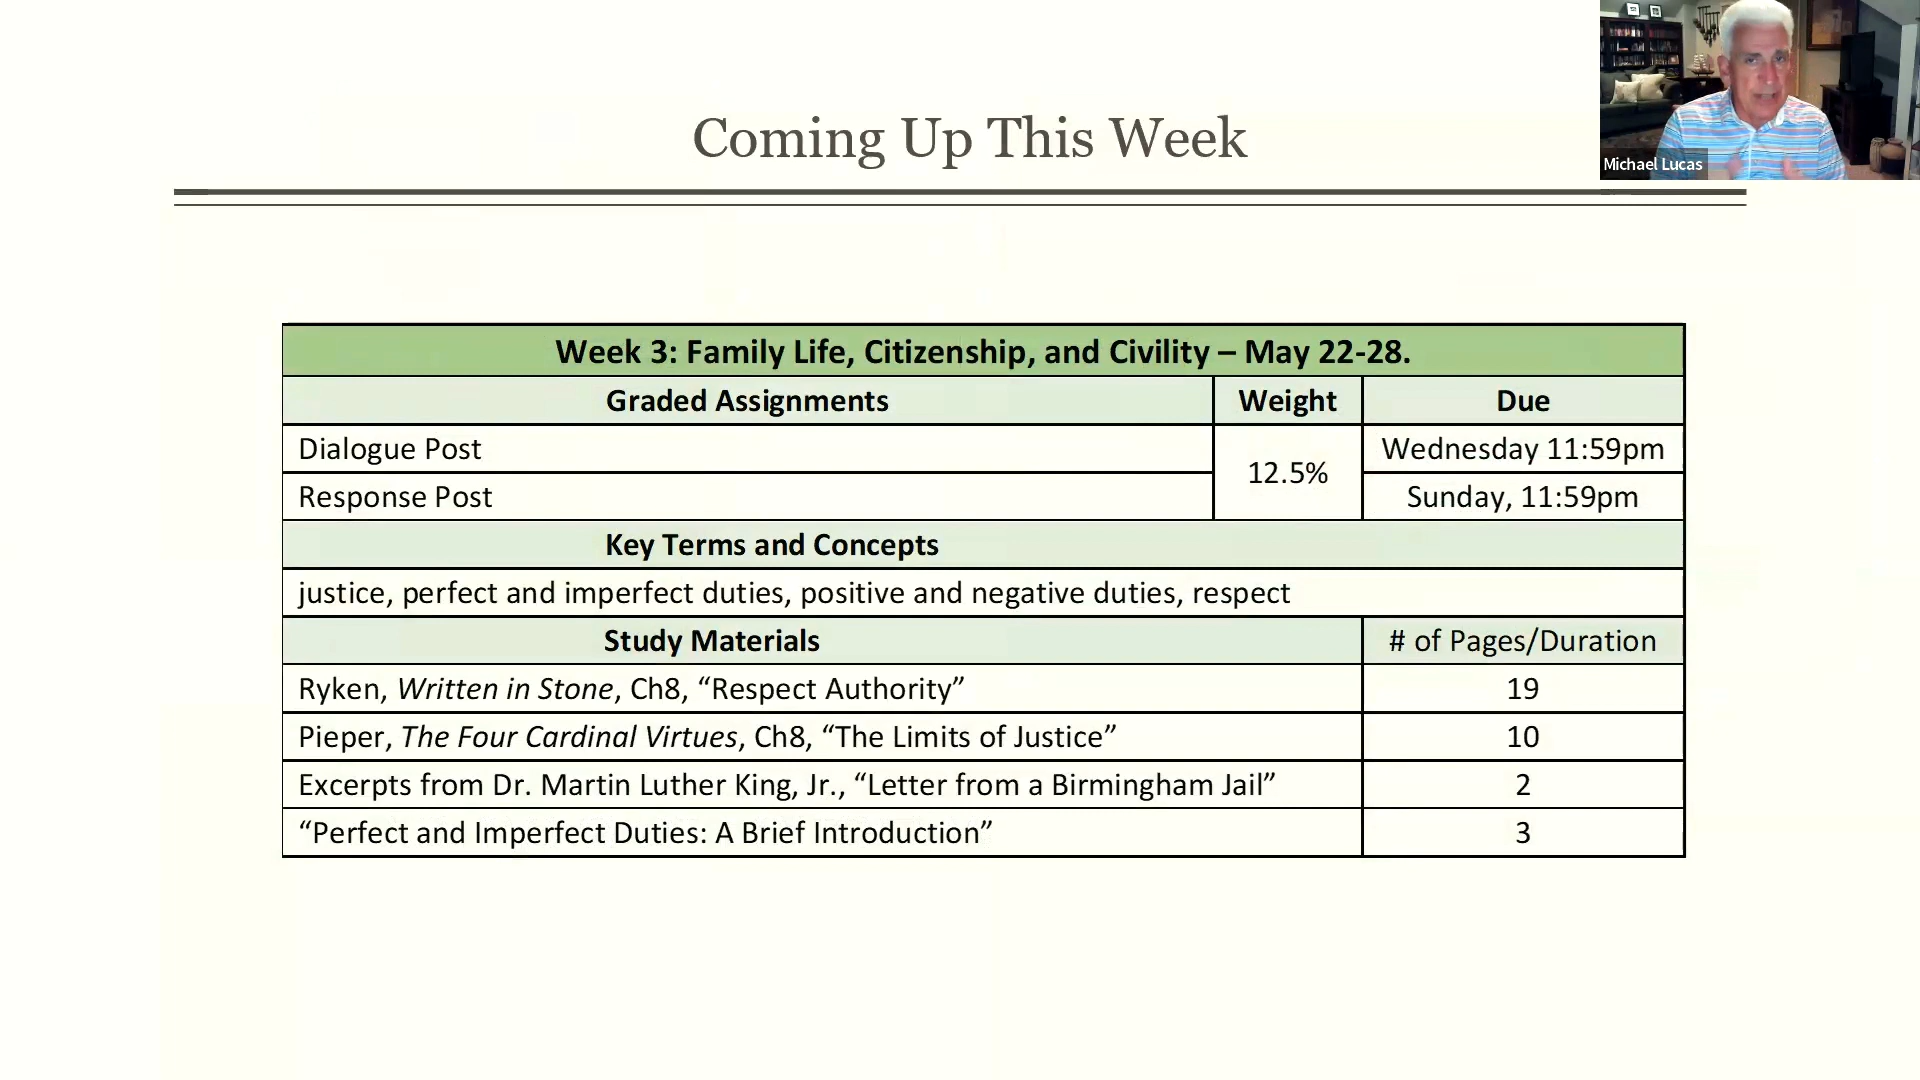 Coming Up This Week
Michael Lucas
Week 3: Family Life, Citizenship, and Civility – May 22-28.
Graded Assignments Weight Due
Dialogue Post 12.5% Wednesday 11:59pm
Response Post Sunday, 11:59pm
Key Terms and Concepts
justice, perfect and imperfect duties, positive and negative duties, respect
Study Materials # of Pages/Duration
Ryken, Written in Stone, Ch8, “Respect Authority” 19
Pieper, The Four Cardinal Virtues, Ch8, “The Limits of Justice” 10
Excerpts from Dr. Martin Luther King, Jr., “Letter from a Birmingham Jail” 2
“Perfect and Imperfect Duties: A Brief Introduction” 3